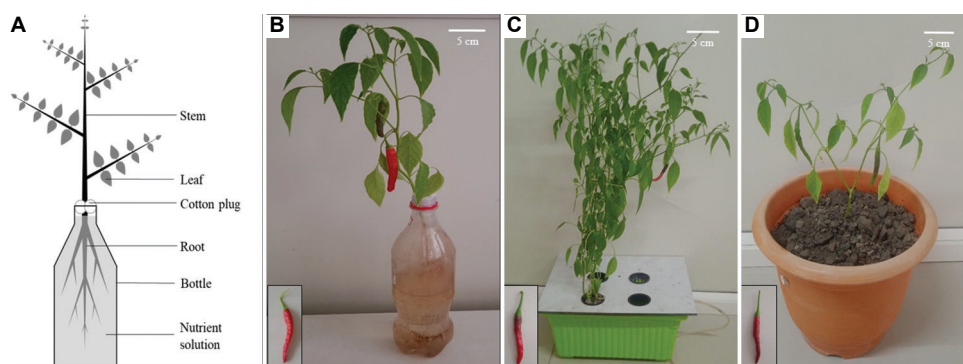 A
B
C
D
5 cm
5 cm
5 cm
Stem
Leaf
Cotton plug
Root
Bottle
Nutrient
solution